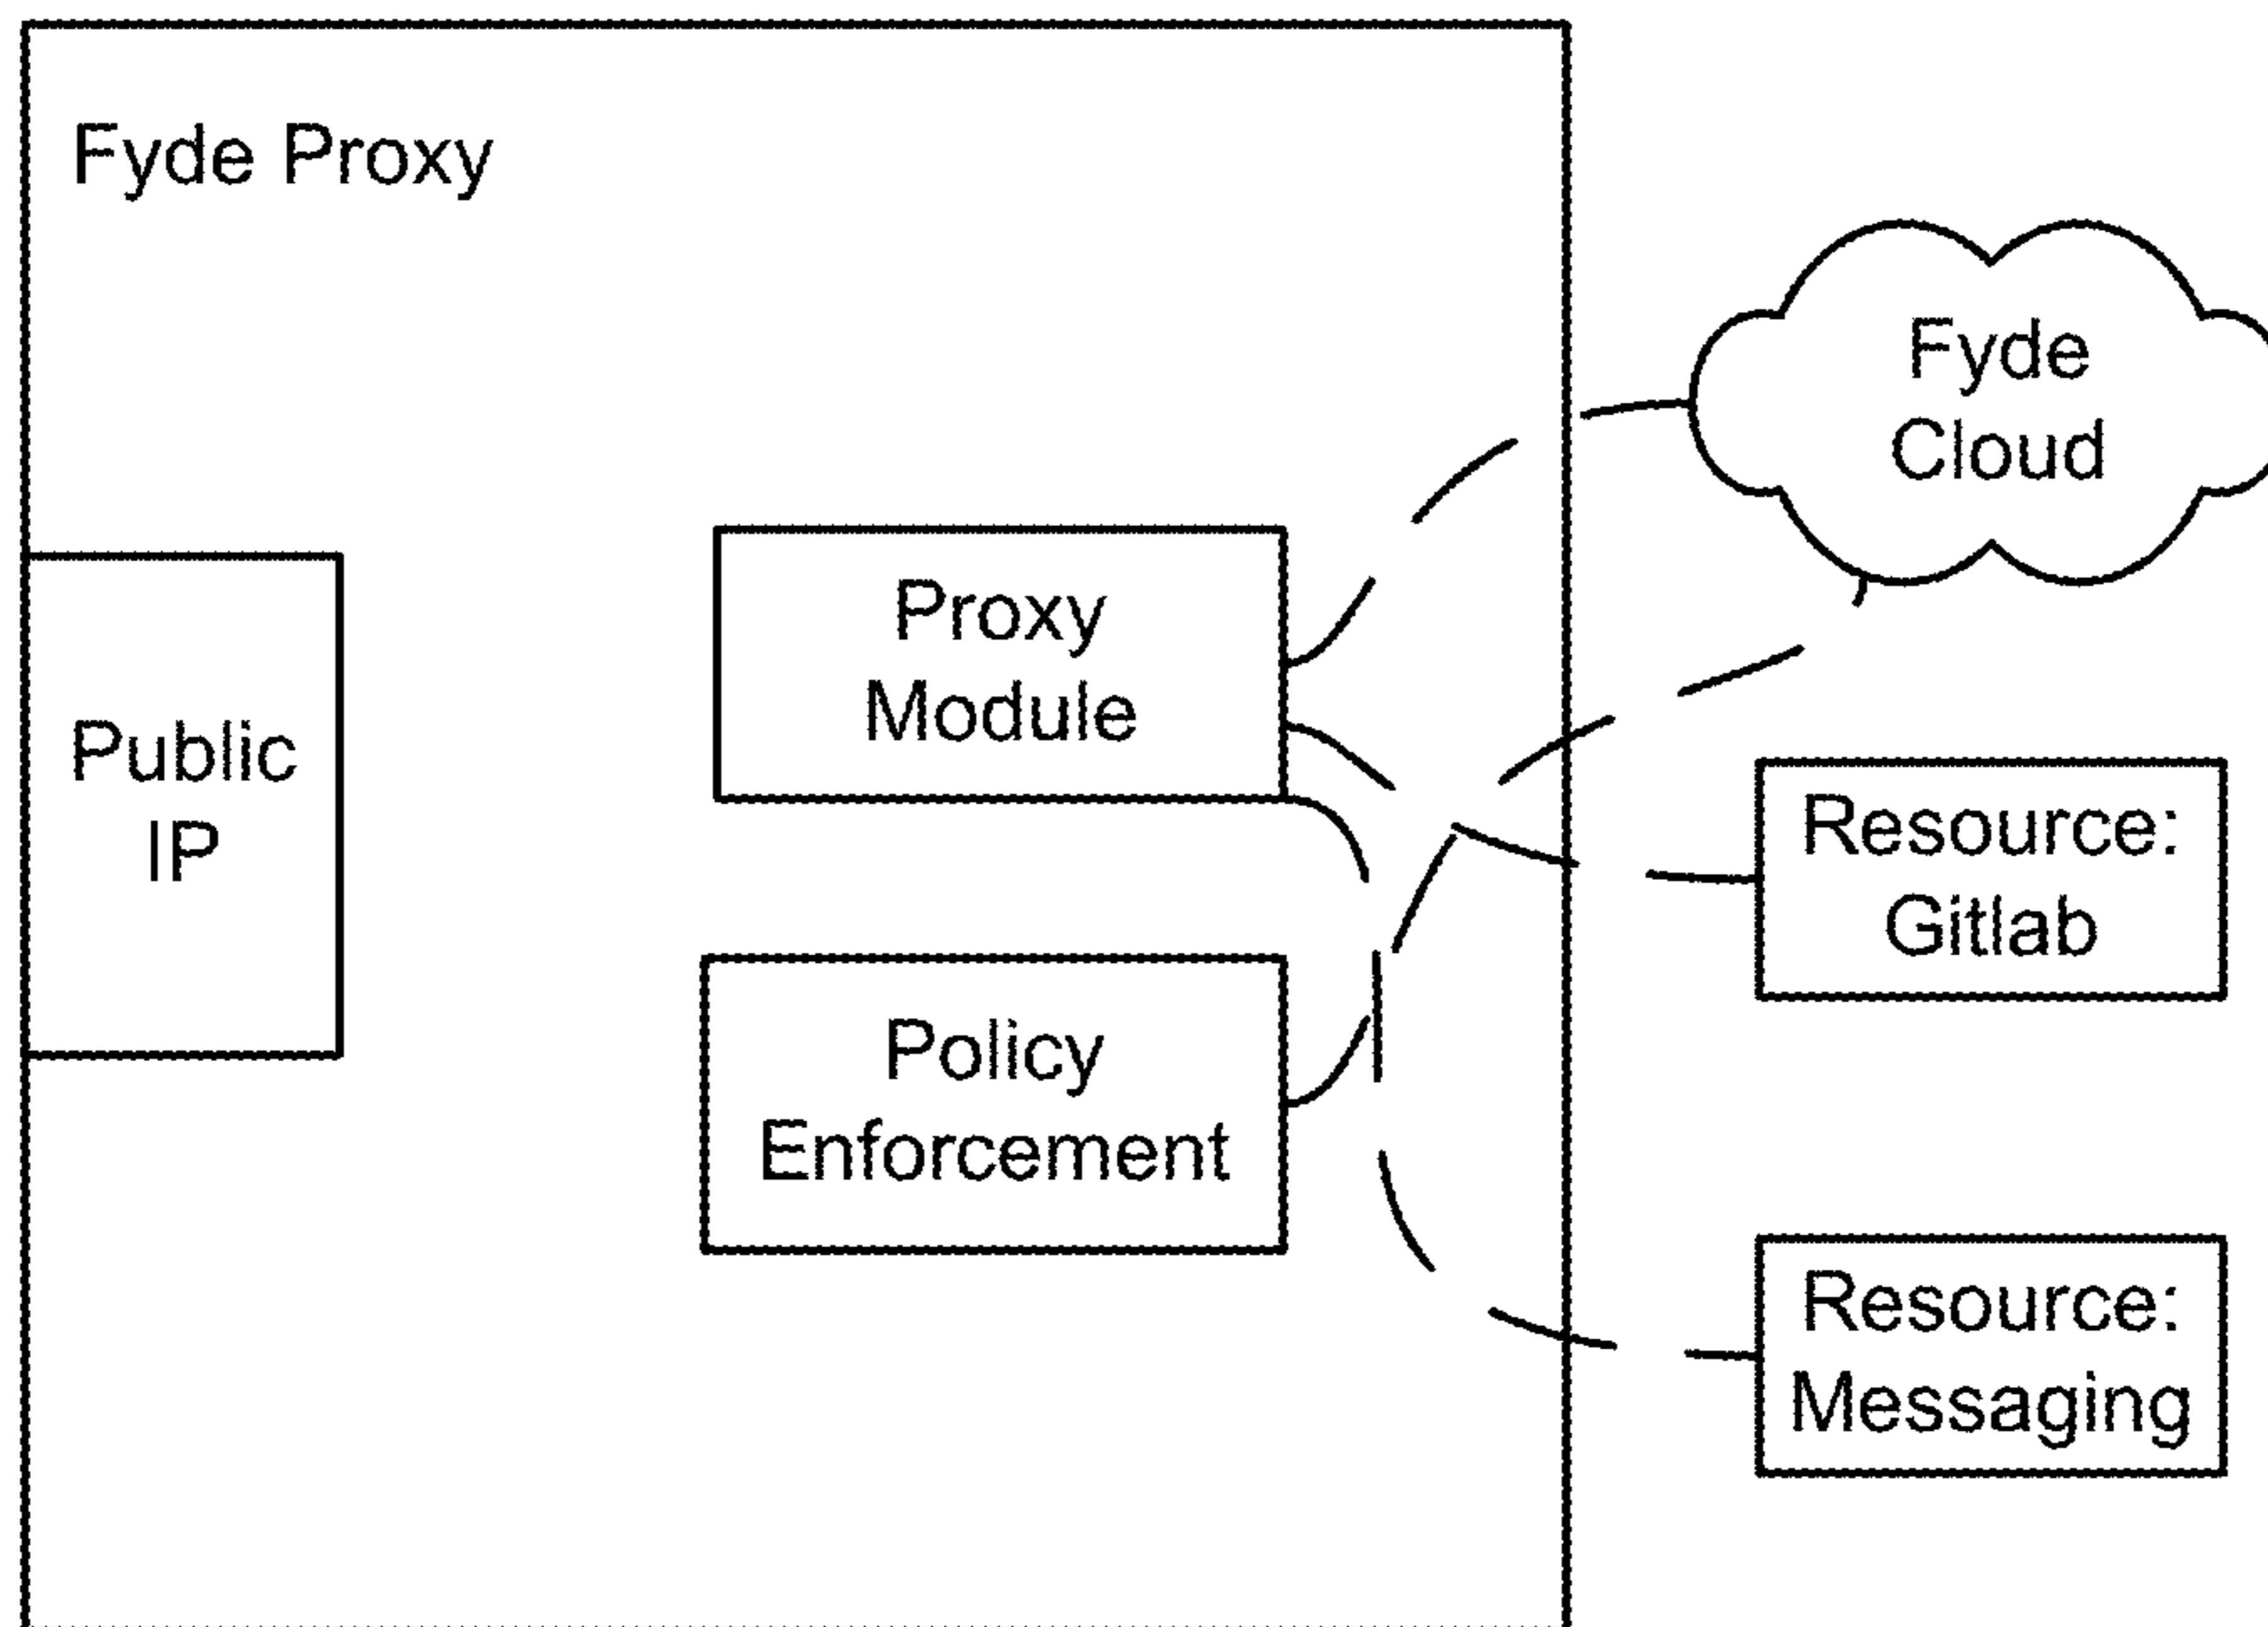 Fyde Proxy
Fyde
Cloud
Proxy
Module
Public
IP
Resource:
Gitlab
Policy
Enforcement
Resource:
Messaging